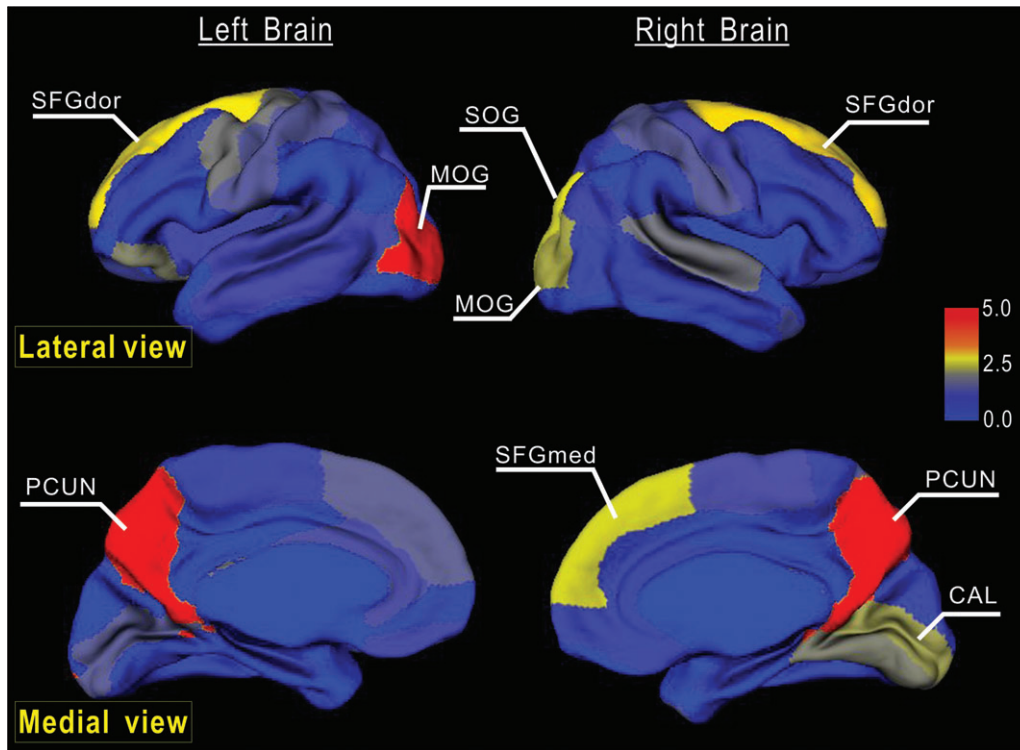 Left Brain
Right Brain
SFGdor
SOG
SFGdor
MOG
MOG
5.0
2.5
0.0
Lateral view
PCUN
SFGmed
PCUN
CAL
Medial view